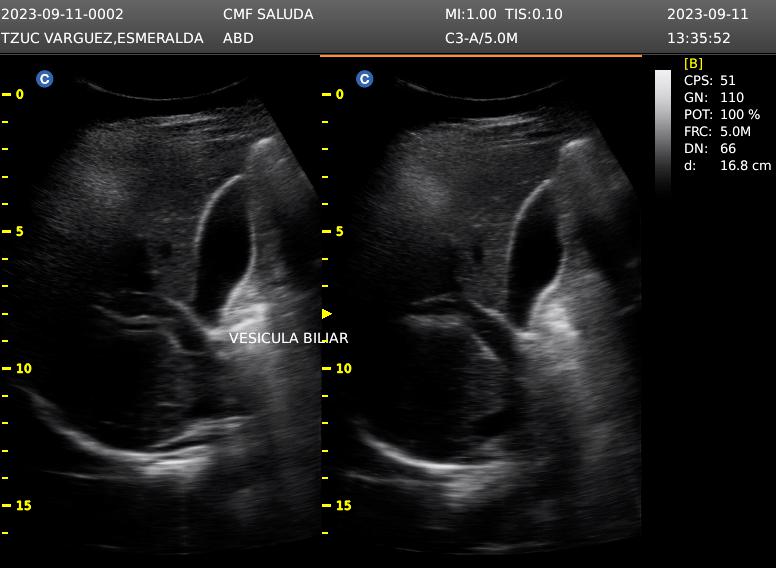 2023-09-11-0002 CMF SALUDA MI:1.00 TIS:0.10 2023-09-11
TZUC VARGUEZ,ESMERALDA ABD C3-A/5.0M 13:35:52
[B]
CPS: 51
GN: 110
POT: 100 %
FRC: 5.0M
DN: 66
d: 16.8 cm
C
C
0
0
5
5
VESICULA BILIAR
10
10
15
15